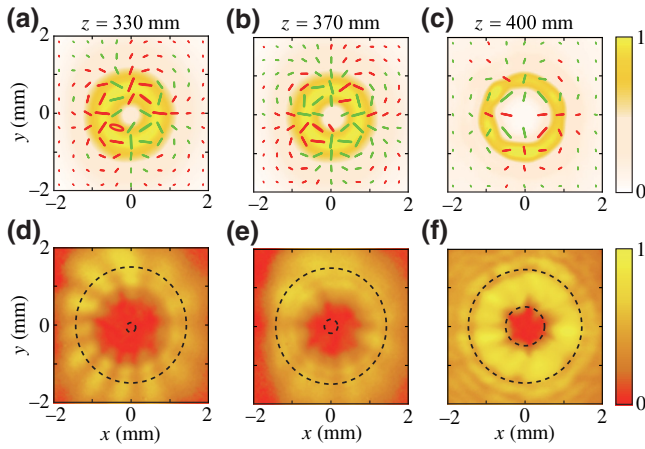 (a) z = 330 mm (b) z = 370 mm (c) z = 400 mm
2 1
y (mm) 0
−2 0
−2 0 2 −2 0 2 −2 0 2
(d) (e) (f)
2 1
y (mm) 0
−2 0
−2 0 2 −2 0 2 −2 0 2
x (mm) x (mm) x (mm)